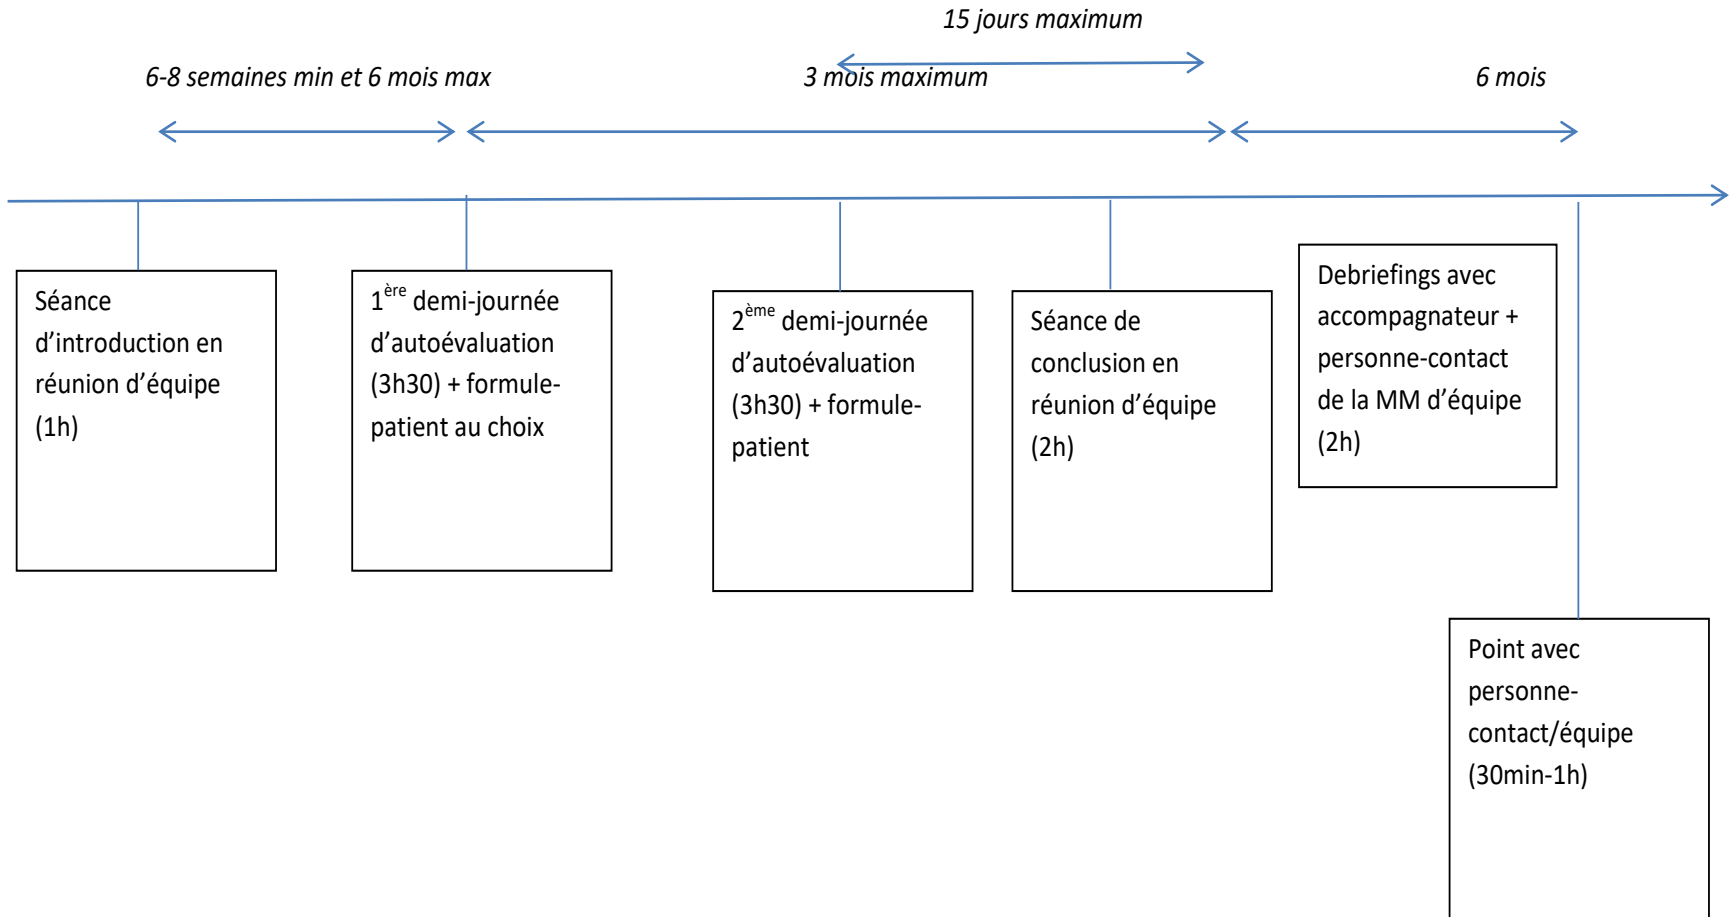 15 jours maximum
6-8 semaines min et 6 mois max
3 mois maximum
6 mois
Séance
d’introduction en
réunion d’équipe
(1h)
1ère demi-journée
d’autoévaluation
(3h30) + formule-
patient au choix
2ème demi-journée
d’autoévaluation
(3h30) + formule-
patient
Séance de
conclusion en
réunion d’équipe
(2h)
Debriefings avec
accompagnateur +
personne-contact
de la MM d’équipe
(2h)
Point avec
personne-
contact/équipe
(30min-1h)